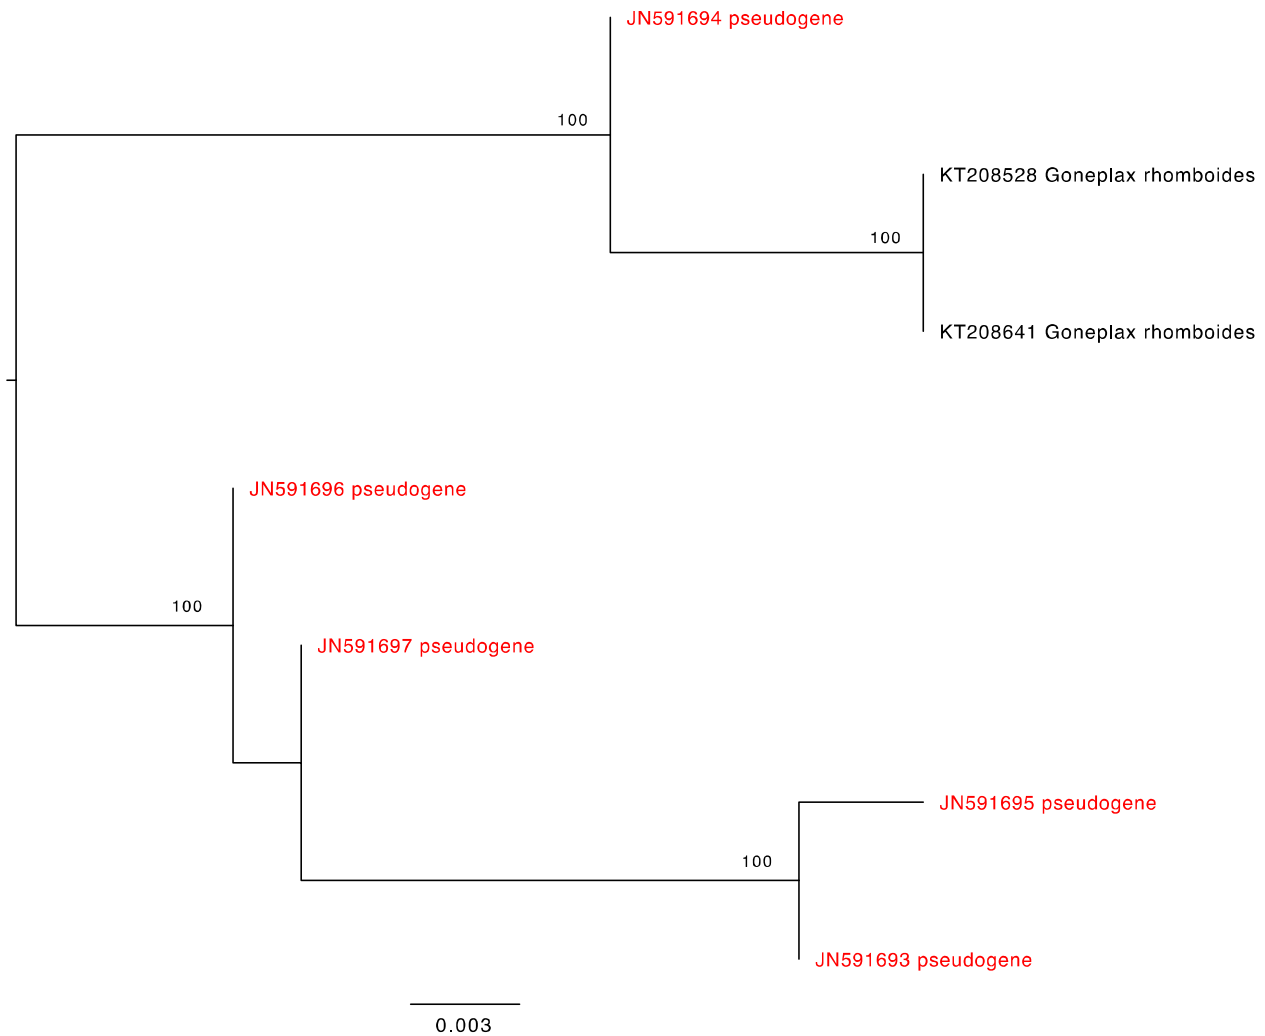 JN591694 pseudogene
100
KT208528 Goneplax rhomboides
100
KT208641 Goneplax rhomboides
JN591696 pseudogene
100
JN591697 pseudogene
JN591695 pseudogene
100
JN591693 pseudogene
0.003